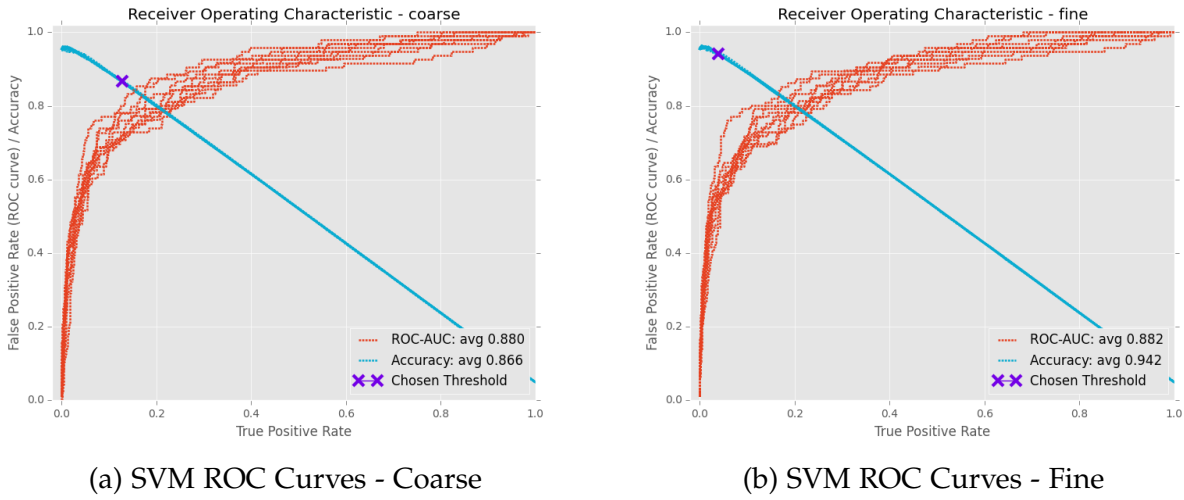 Receiver Operating Characteristic - coarse
False Positive Rate (ROC curve) / Accuracy
1.0
0.8
0.6
0.4
0.2
0.0
0.0 0.2 0.4 0.6 0.8 1.0
True Positive Rate
ROC-AUC: avg 0.880
Accuracy: avg 0.866
Chosen Threshold
(a) SVM ROC Curves - Coarse
Receiver Operating Characteristic - fine
False Positive Rate (ROC curve) / Accuracy
1.0
0.8
0.6
0.4
0.2
0.0
0.0 0.2 0.4 0.6 0.8 1.0
True Positive Rate
ROC-AUC: avg 0.882
Accuracy: avg 0.942
Chosen Threshold
(b) SVM ROC Curves - Fine